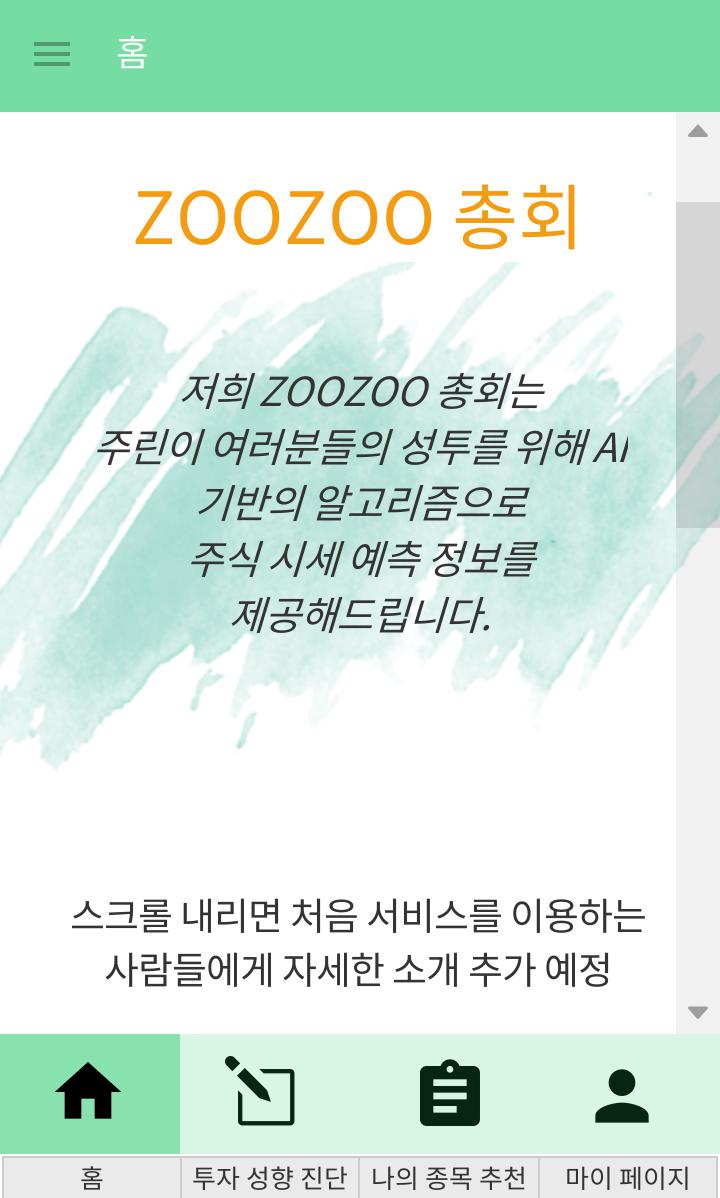 홈
ZOOZOO 총회
저희 ZOOZOO 총회는
주린이 여러분들의 성투를 위해 AI
기반의 알고리즘으로
주식 시세 예측 정보를
제공해드립니다.
스크롤 내리면 처음 서비스를 이용하는
사람들에게 자세한 소개 추가 예정
홈
투자 성향 진단
나의 종목 추천
마이 페이지